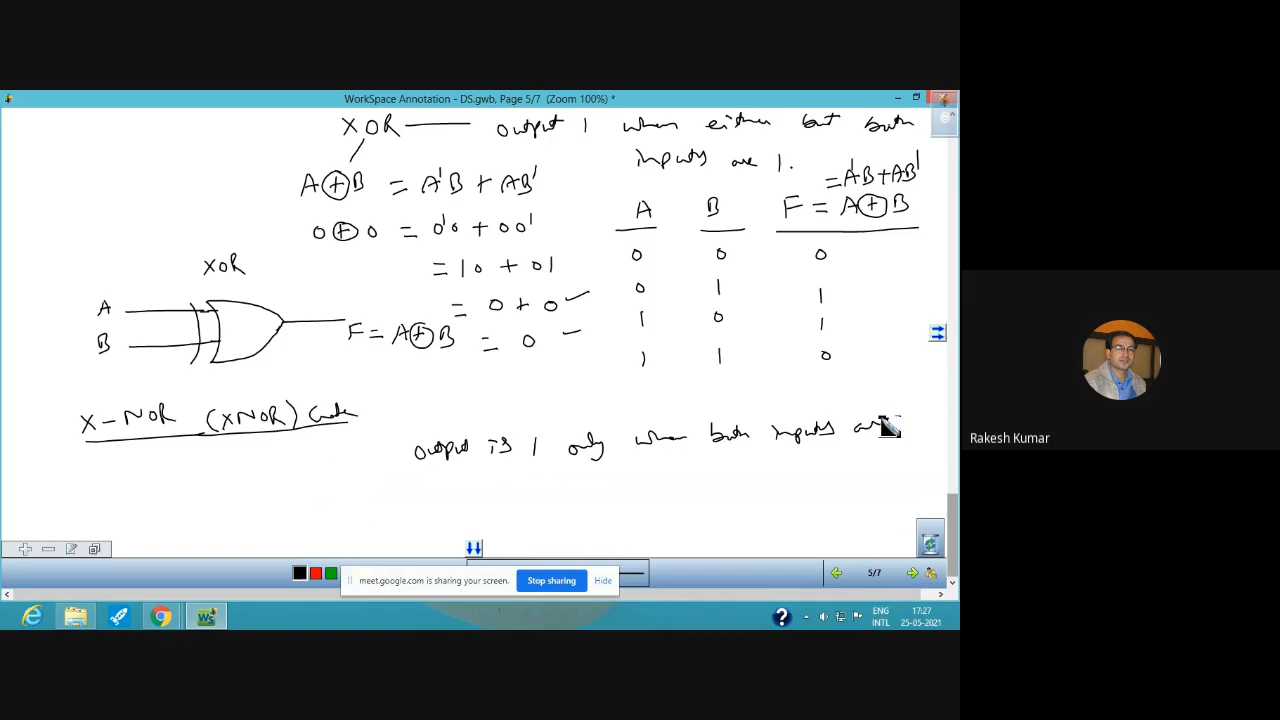 WorkSpace Annotation - DS.gwb, Page 5/7 (Zoom 100%) *
XOR — output 1 when either but both
inputs are 1.
A ⊕ B = A'B + AB'
= A'B + AB'
A B F = A ⊕ B
0 ⊕ 0 = 0'0 + 00'
0 0 0
= 10 + 01
0 1 1
= 0 + 0
1 0 1
= 0
1 1 0
XOR
A
B
F = A ⊕ B
X-NOR (XNOR) Gate
output is 1 only when both inputs are
Rakesh Kumar
5/7
meet.google.com is sharing your screen.
Stop sharing
Hide
ENG
INTL
17:27
25-05-2021